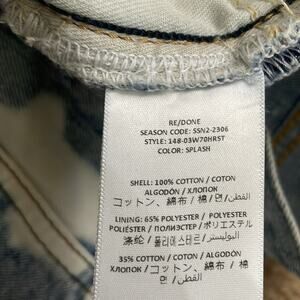 RE/DONE
SEASON CODE: SSN2-2306
STYLE: 148-03W70HRST
COLOR: SPLASH
SHELL: 100% COTTON / COTON
ALGODÓN / ХЛОПОК
コットン、綿布 / 棉 / 면 / القطن
LINING: 65% POLYESTER / POLYESTER
POLIÉSTER / ПОЛИЭСТЕР / ポリエステル
涤纶 / 폴리에스테르 / البوليستر
35% COTTON / COTON / ALGODÓN
ХЛОПОК / コットン、綿布
棉 / 면 / القطن